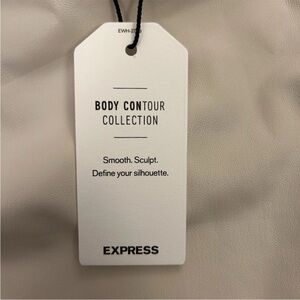 BODY CONTOUR
COLLECTION
Smooth. Sculpt.
Define your silhouette.
EXPRESS